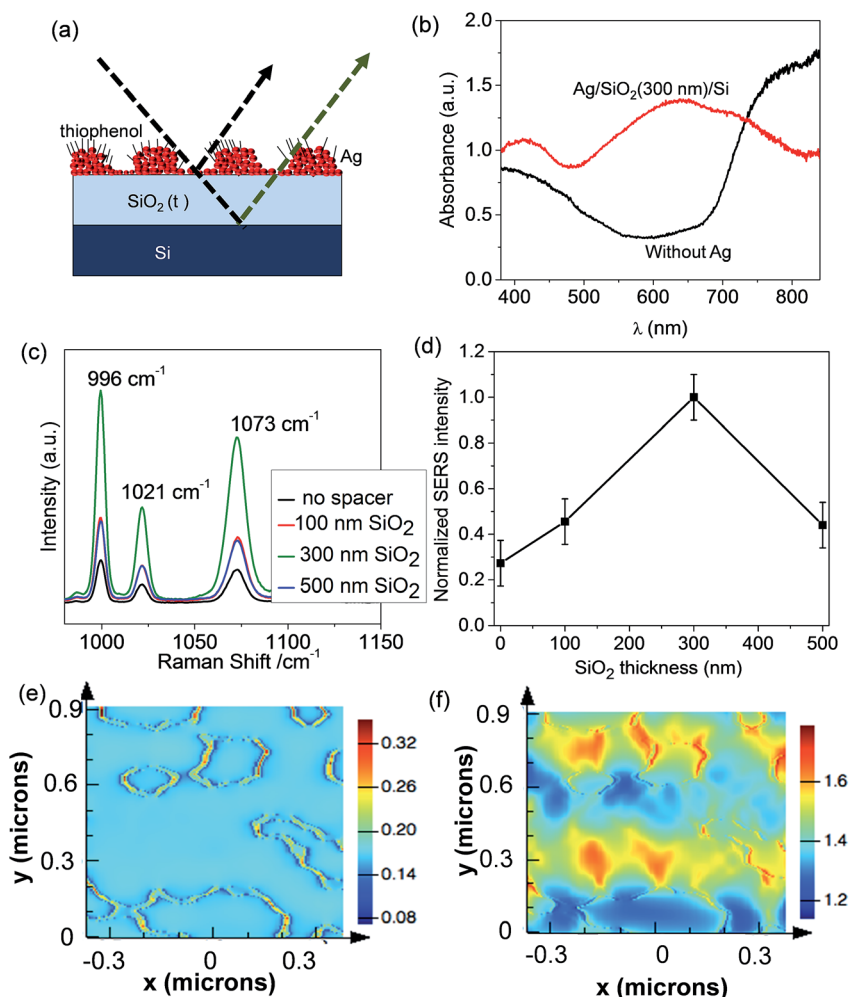 (a)
thiophenol
Ag
SiO₂ (t)
Si
(b)
Absorbance (a.u.)
2.0
1.5
1.0
0.5
0.0
Ag/SiO₂(300 nm)/Si
Without Ag
400 500 600 700 800
λ (nm)
(c)
Intensity (a.u.)
996 cm⁻¹
1021 cm⁻¹
1073 cm⁻¹
no spacer
100 nm SiO₂
300 nm SiO₂
500 nm SiO₂
1000 1050 1100 1150
Raman Shift /cm⁻¹
(d)
Normalized SERS intensity
1.2
1.0
0.8
0.6
0.4
0.2
0.0
0 100 200 300 400 500
SiO₂ thickness (nm)
(e)
y (microns)
0.9
0.6
0.3
0
-0.3 0 0.3
x (microns)
0.32
0.26
0.20
0.14
0.08
(f)
y (microns)
0.9
0.6
0.3
0
-0.3 0 0.3
x (microns)
1.6
1.4
1.2